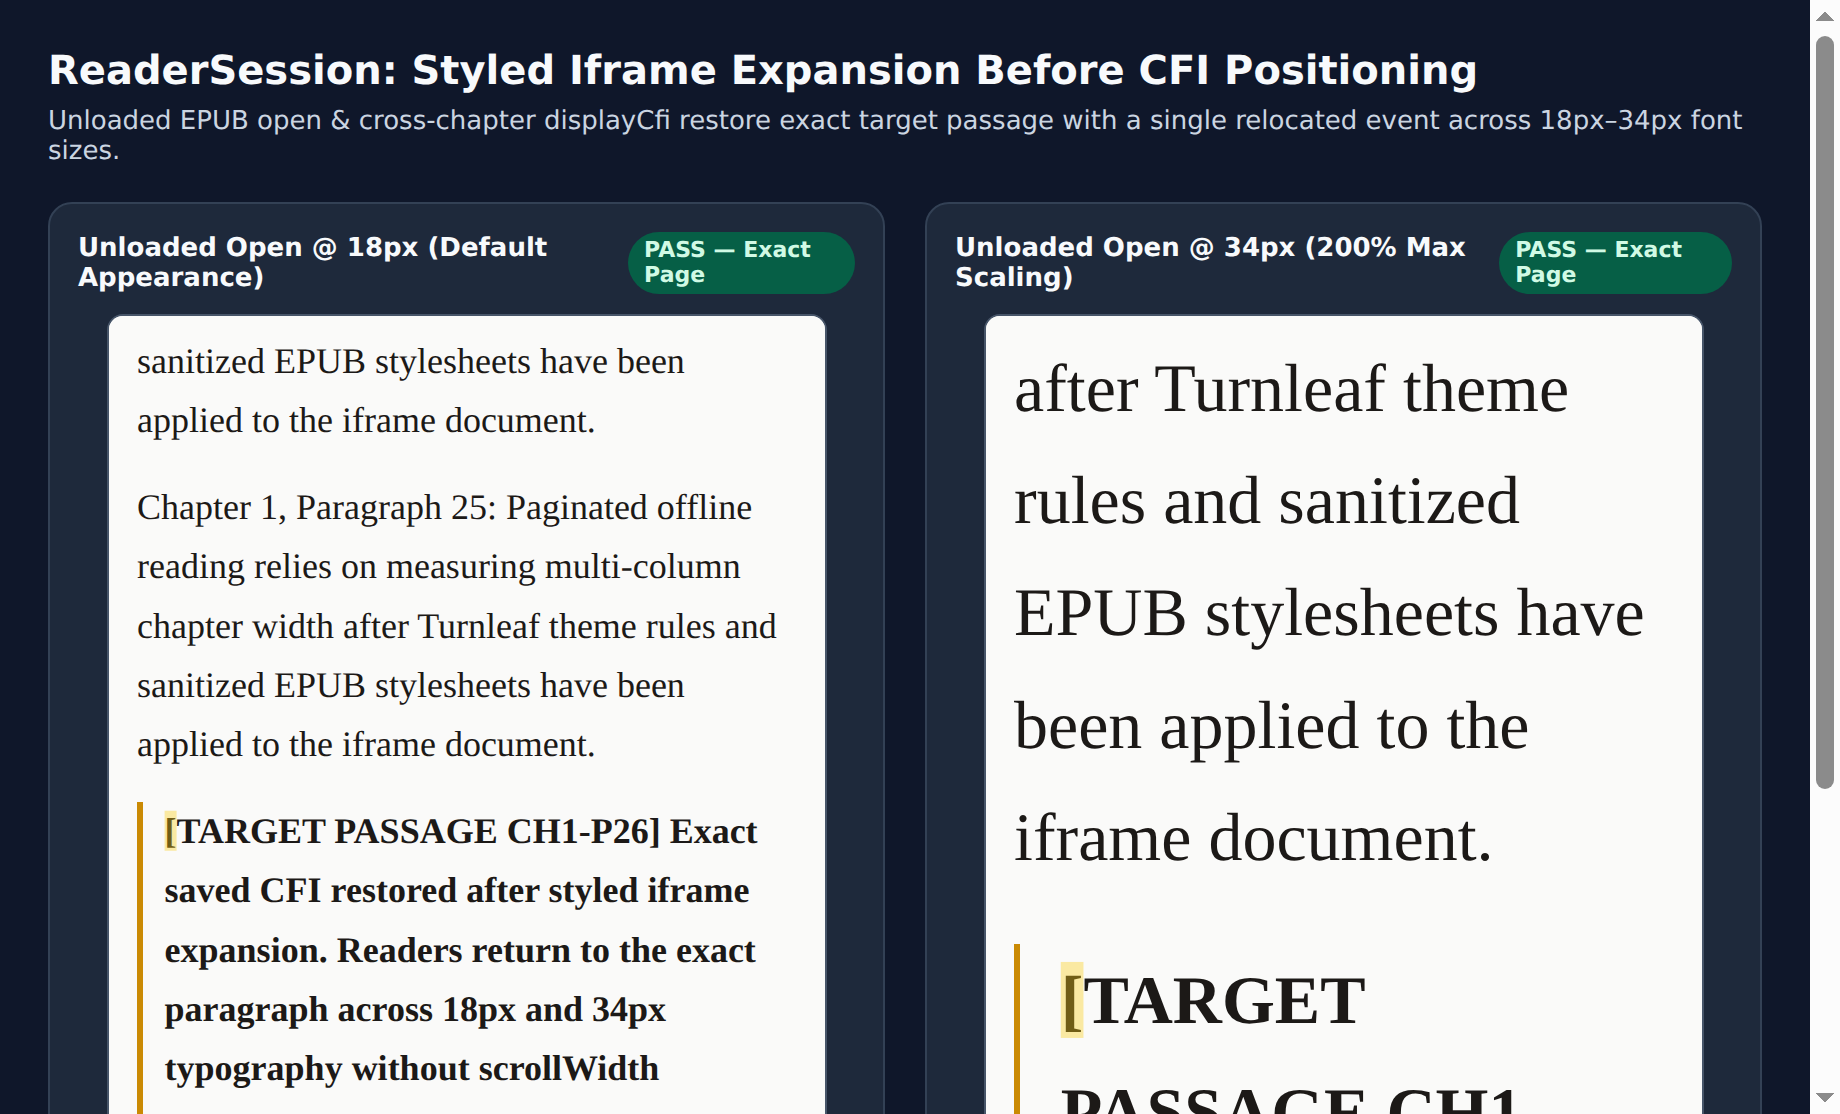 ReaderSession: Styled Iframe Expansion Before CFI Positioning
Unloaded EPUB open & cross-chapter displayCfi restore exact target passage with a single relocated event across 18px–34px font
sizes.
Unloaded Open @ 18px (Default
Appearance)
PASS — Exact
Page
sanitized EPUB stylesheets have been
applied to the iframe document.
Chapter 1, Paragraph 25: Paginated offline
reading relies on measuring multi-column
chapter width after Turnleaf theme rules and
sanitized EPUB stylesheets have been
applied to the iframe document.
[TARGET PASSAGE CH1-P26] Exact
saved CFI restored after styled iframe
expansion. Readers return to the exact
paragraph across 18px and 34px
typography without scrollWidth
Unloaded Open @ 34px (200% Max
Scaling)
PASS — Exact
Page
after Turnleaf theme
rules and sanitized
EPUB stylesheets have
been applied to the
iframe document.
[TARGET
PASSAGE CH1